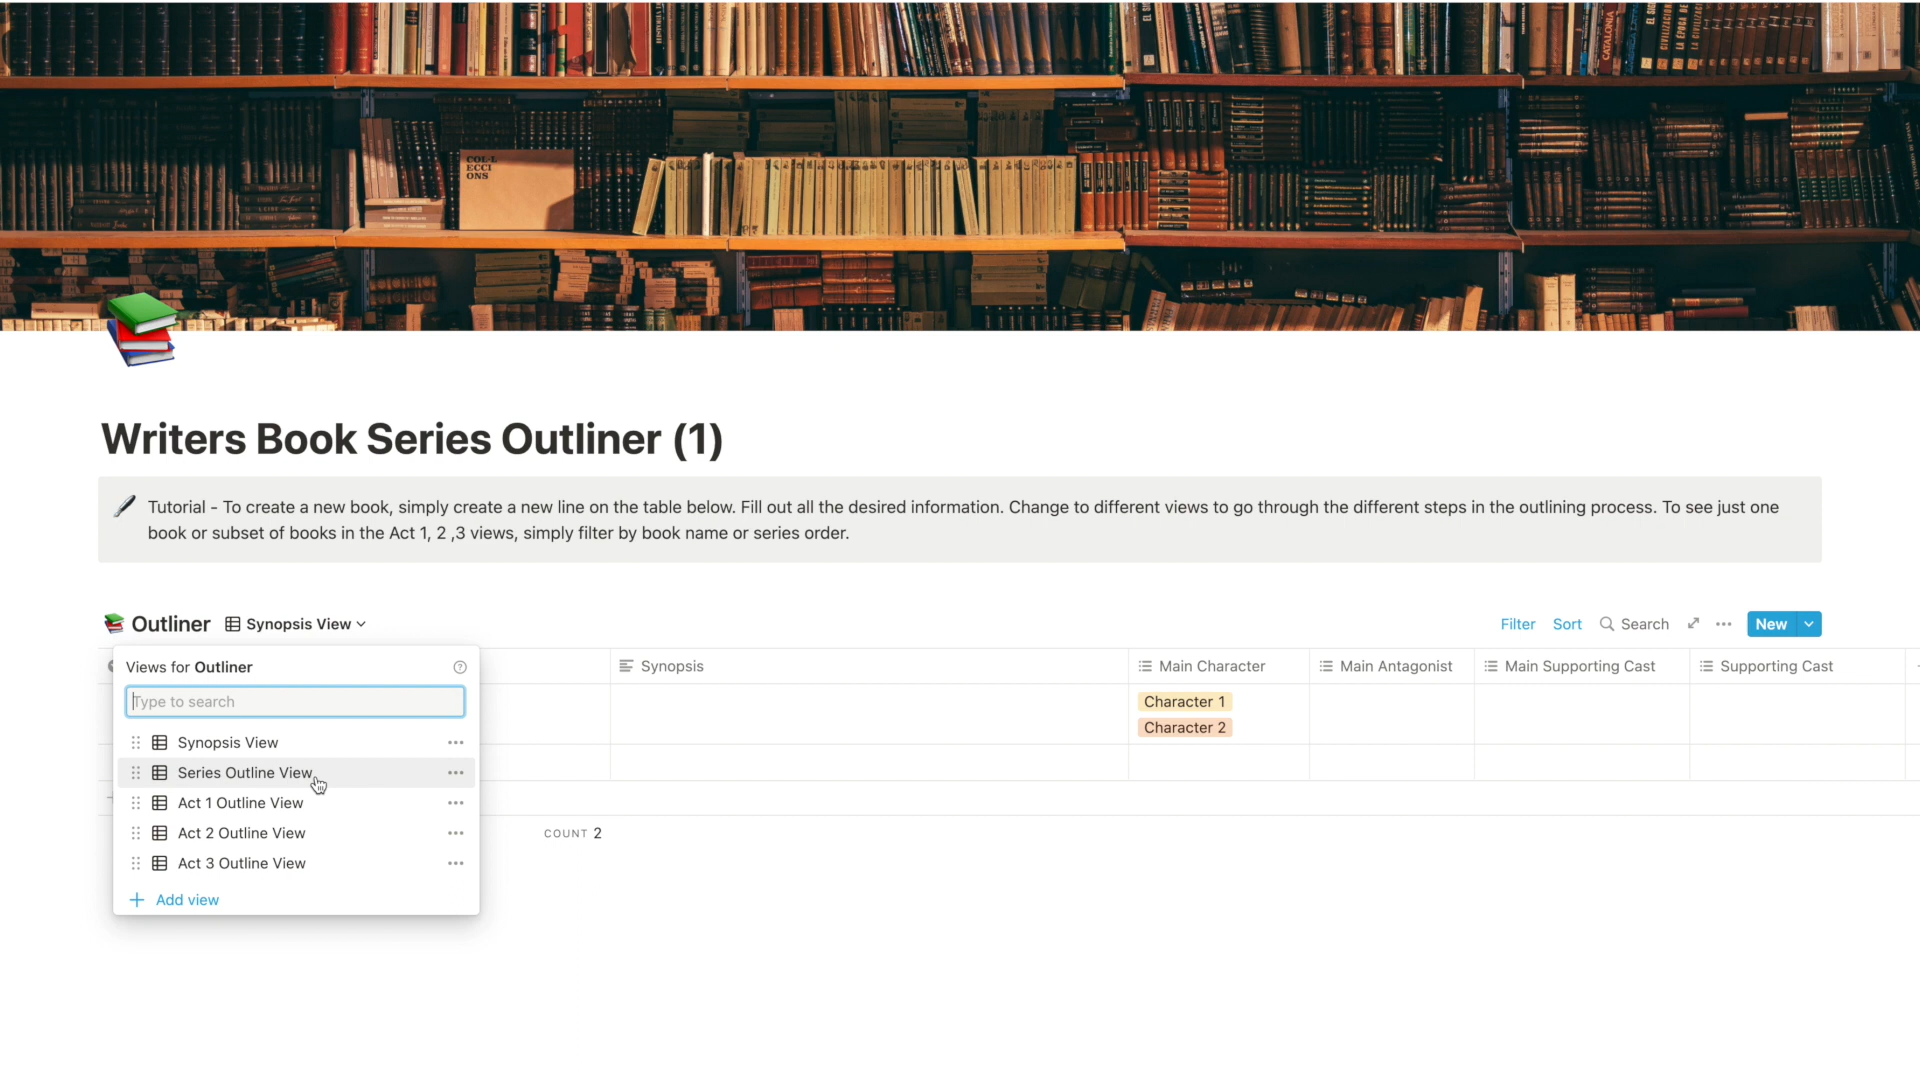 COL·L
ECCI
ONS
CATALONIA
Writers Book Series Outliner (1)
Tutorial - To create a new book, simply create a new line on the table below. Fill out all the desired information. Change to different views to go through the different steps in the outlining process. To see just one
book or subset of books in the Act 1, 2 ,3 views, simply filter by book name or series order.
Outliner Synopsis View
Filter Sort Search New
Views for Outliner
Synopsis Main Character Main Antagonist Main Supporting Cast Supporting Cast
Type to search
Character 1
Character 2
Synopsis View
Series Outline View
Act 1 Outline View
Act 2 Outline View
Act 3 Outline View
COUNT 2
Add view